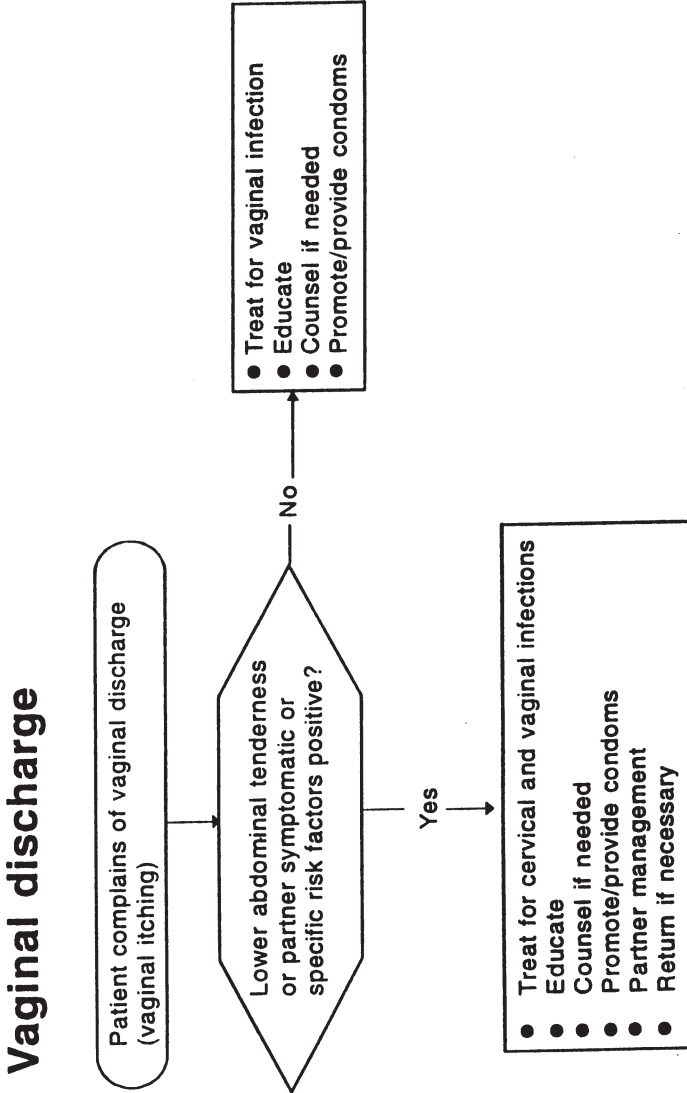 Vaginal discharge
Patient complains of vaginal discharge
(vaginal itching)
Lower abdominal tenderness
or partner symptomatic or
specific risk factors positive?
No
● Treat for vaginal infection
● Educate
● Counsel if needed
● Promote/provide condoms
Yes
● Treat for cervical and vaginal infections
● Educate
● Counsel if needed
● Promote/provide condoms
● Partner management
● Return if necessary